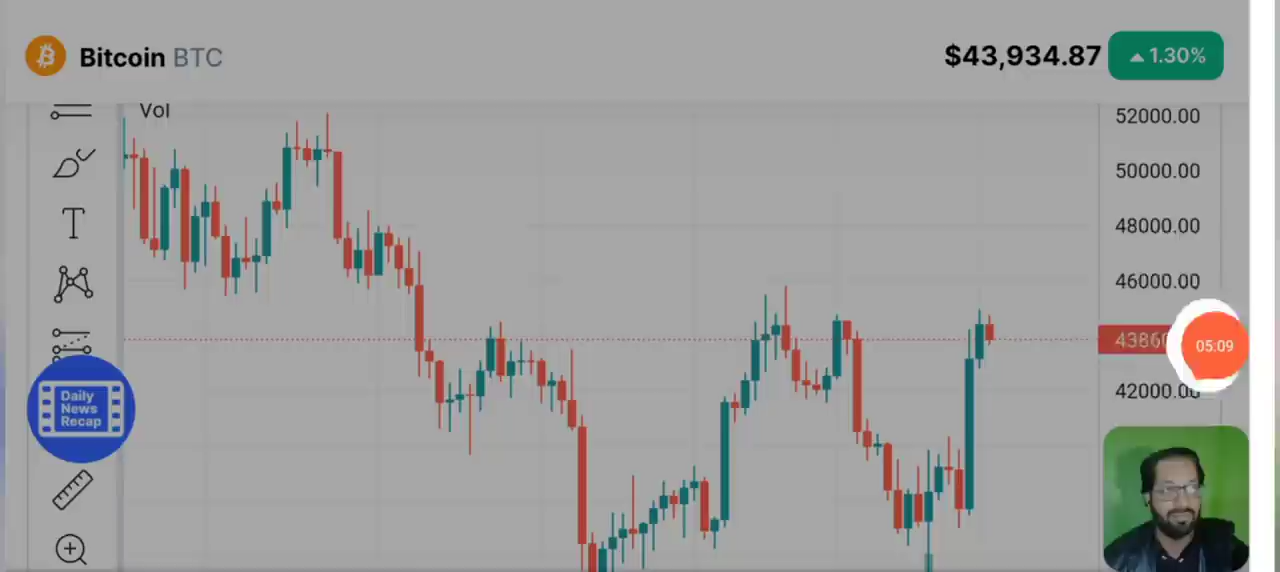 Bitcoin BTC
$43,934.87
1.30%
Vol
52000.00
50000.00
48000.00
46000.00
05:09
42000.00
Daily
News
Recap
T